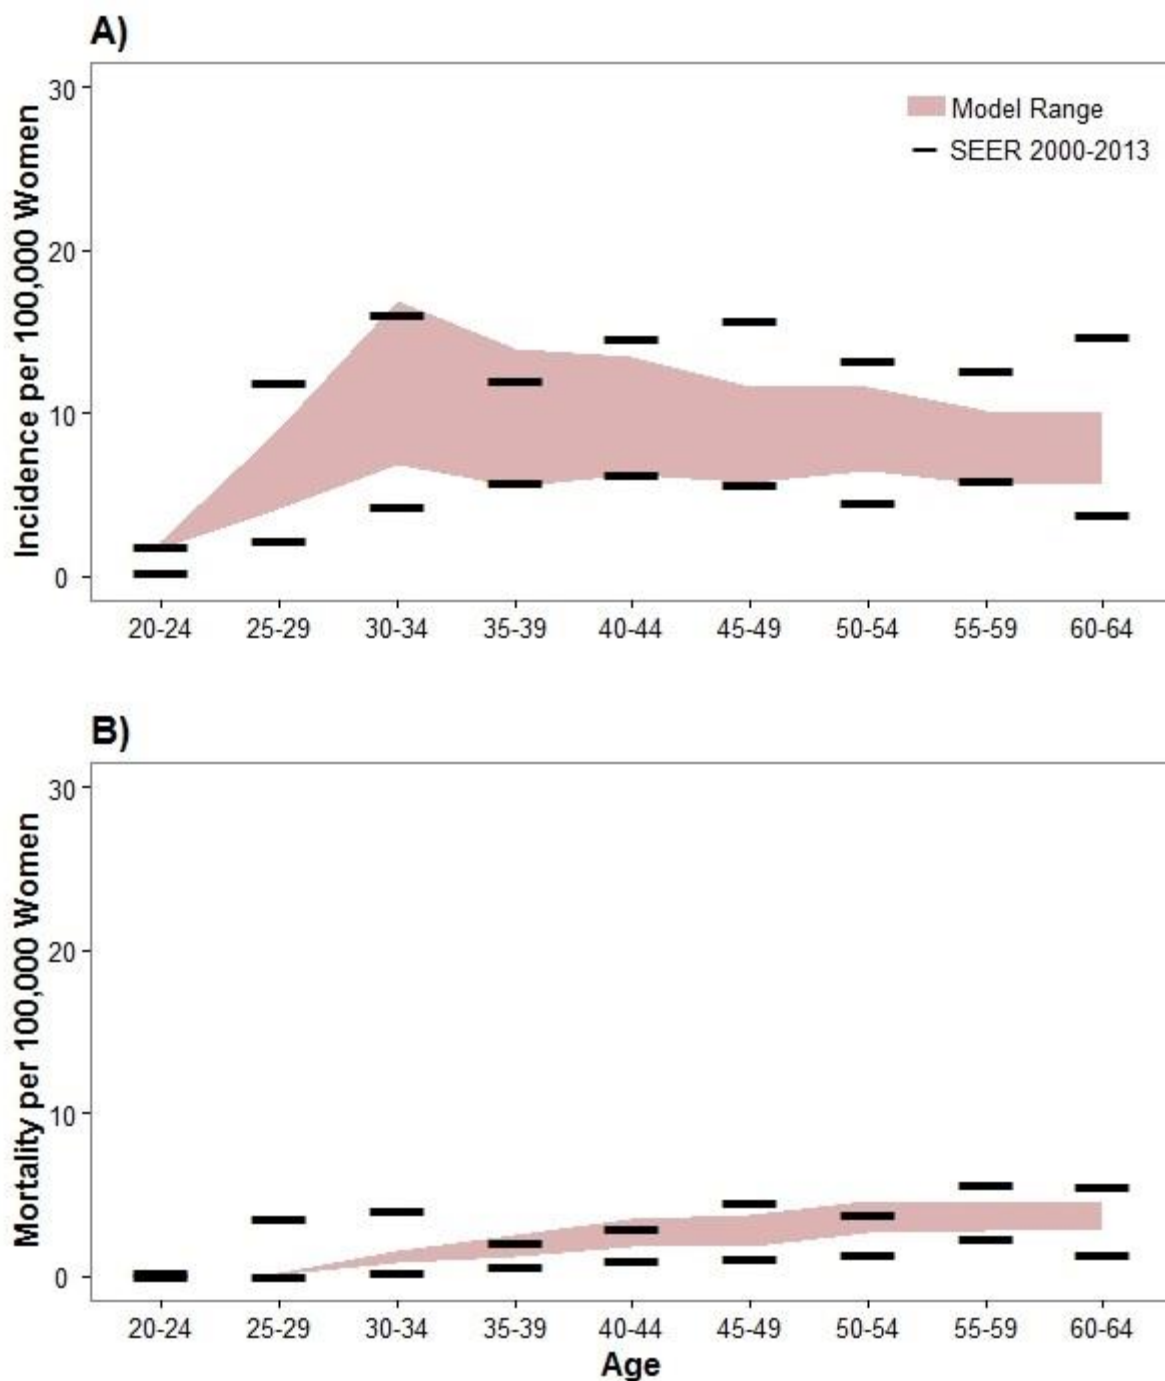 A)
Incidence per 100,000 Women
30
20
10
0
Model Range
SEER 2000-2013
20-24 25-29 30-34 35-39 40-44 45-49 50-54 55-59 60-64
B)
Mortality per 100,000 Women
30
20
10
0
20-24 25-29 30-34 35-39 40-44 45-49 50-54 55-59 60-64
Age